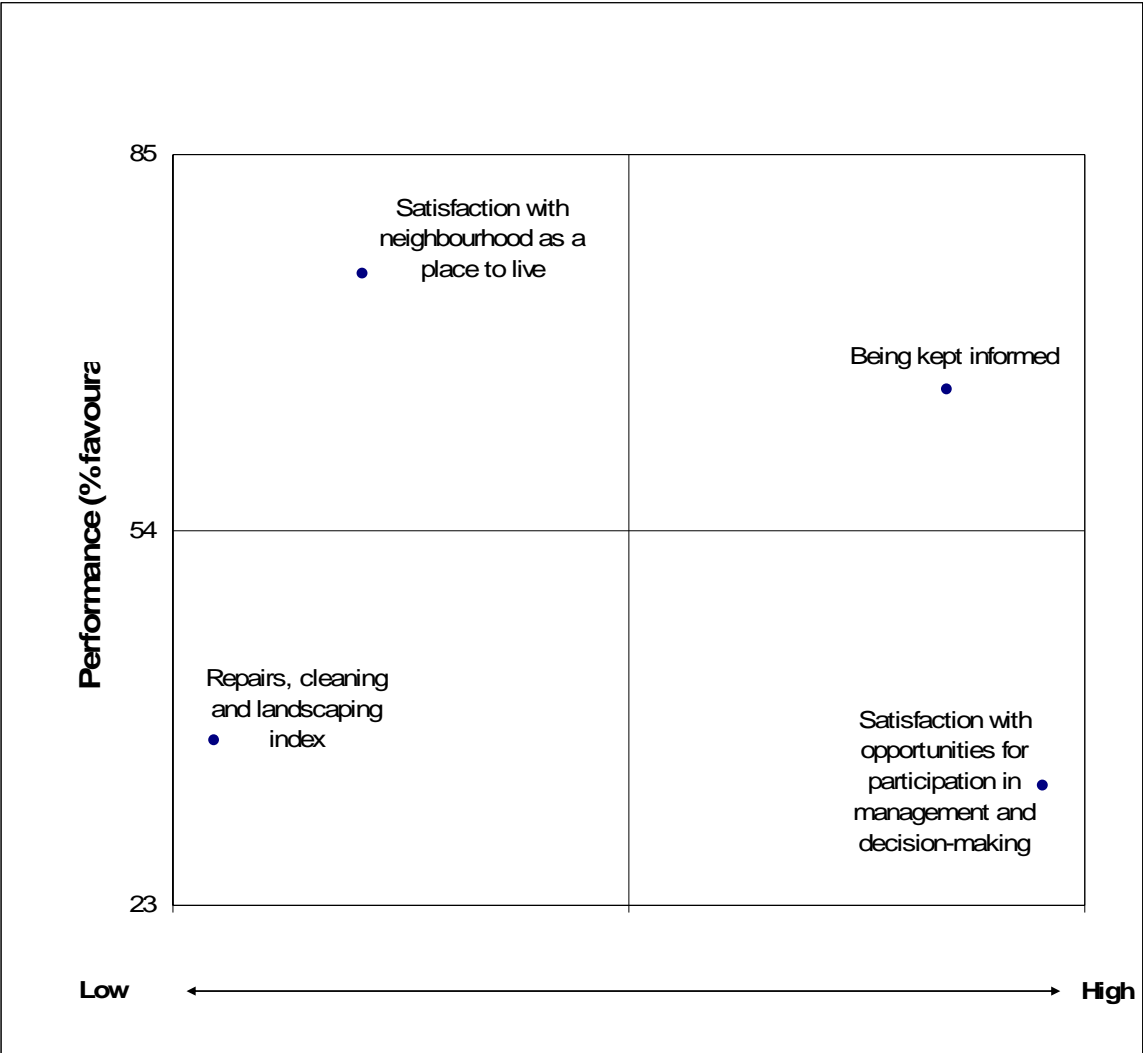 85
Satisfaction with
neighbourhood as a
place to live
Being kept informed
Performance (% favoura
54
Repairs, cleaning
and landscaping
index
Satisfaction with
opportunities for
participation in
management and
decision-making
23
Low
High